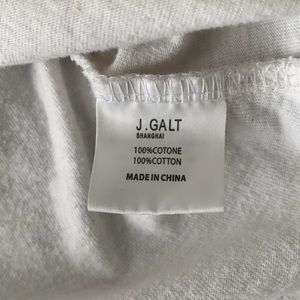 J.GALT
SHANGHAI
100%COTONE
100%COTTON
MADE IN CHINA